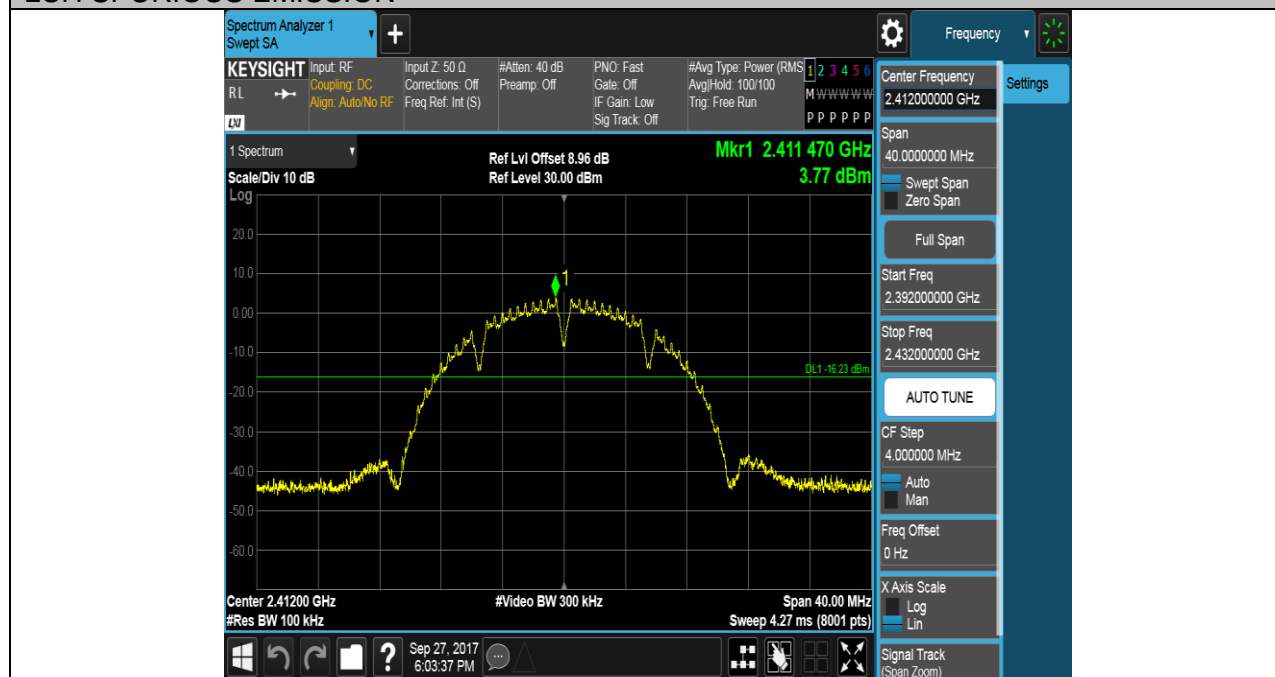 Spectrum Analyzer 1
Swept SA
Frequency
KEYSIGHT
RL
LXI
Input: RF
Coupling: DC
Align: Auto/No RF
Input Z: 50 Ω
Corrections: Off
Freq Ref: Int (S)
#Atten: 40 dB
Preamp: Off
PNO: Fast
Gate: Off
IF Gain: Low
Sig Track: Off
#Avg Type: Power (RMS
Avg|Hold: 100/100
Trig: Free Run
1 2 3 4 5 6
M W W W W W
P P P P P P
1 Spectrum
Scale/Div 10 dB
Ref Lvl Offset 8.96 dB
Ref Level 30.00 dBm
Mkr1 2.411 470 GHz
3.77 dBm
Log
20.0
10.0
0.00
-10.0
-20.0
-30.0
-40.0
-50.0
-60.0
1
DL1 -16.23 dBm
Center 2.41200 GHz
#Res BW 100 kHz
#Video BW 300 kHz
Span 40.00 MHz
Sweep 4.27 ms (8001 pts)
Sep 27, 2017
6:03:37 PM
?
Center Frequency
2.412000000 GHz
Span
40.0000000 MHz
Swept Span
Zero Span
Full Span
Start Freq
2.392000000 GHz
Stop Freq
2.432000000 GHz
AUTO TUNE
CF Step
4.000000 MHz
Auto
Man
Freq Offset
0 Hz
X Axis Scale
Log
Lin
Signal Track
(Span Zoom)
Settings